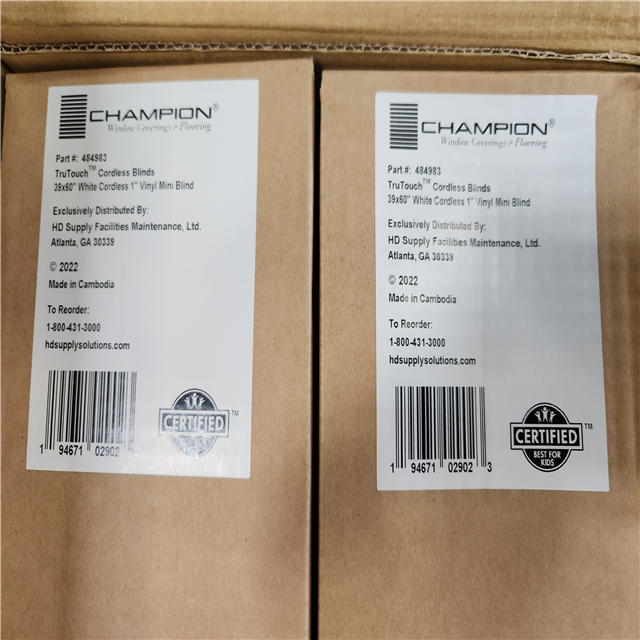 CHAMPION®
Window Coverings & Flooring
Part #: 484983
TruTouch™ Cordless Blinds
39x60" White Cordless 1" Vinyl Mini Blind
Exclusively Distributed By:
HD Supply Facilities Maintenance, Ltd.
Atlanta, GA 30339
© 2022
Made in Cambodia
To Reorder:
1-800-431-3000
hdsupplysolutions.com
1 94671 02902
CERTIFIED™
CHAMPION®
Window Coverings & Flooring
Part #: 484983
TruTouch™ Cordless Blinds
39x60" White Cordless 1" Vinyl Mini Blind
Exclusively Distributed By:
HD Supply Facilities Maintenance, Ltd.
Atlanta, GA 30339
© 2022
Made in Cambodia
To Reorder:
1-800-431-3000
hdsupplysolutions.com
1 94671 02902 3
CERTIFIED™
BEST FOR
KIDS